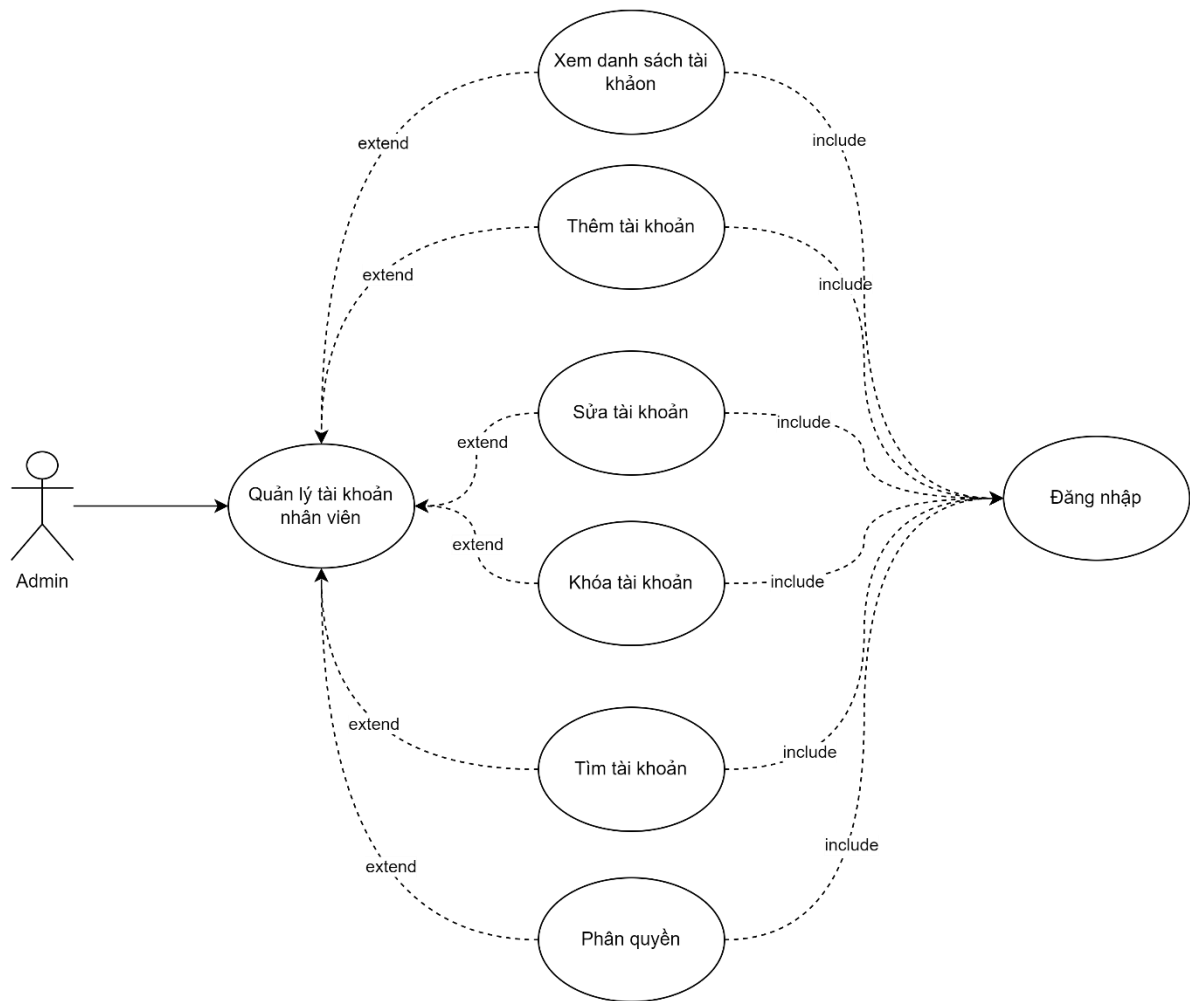 Xem danh sách tài
khảon
extend
include
Thêm tài khoản
extend
include
Sửa tài khoản
extend
include
Quản lý tài khoản
nhân viên
Đăng nhập
Admin
extend
Khóa tài khoản
include
extend
Tìm tài khoản
include
extend
include
Phân quyền